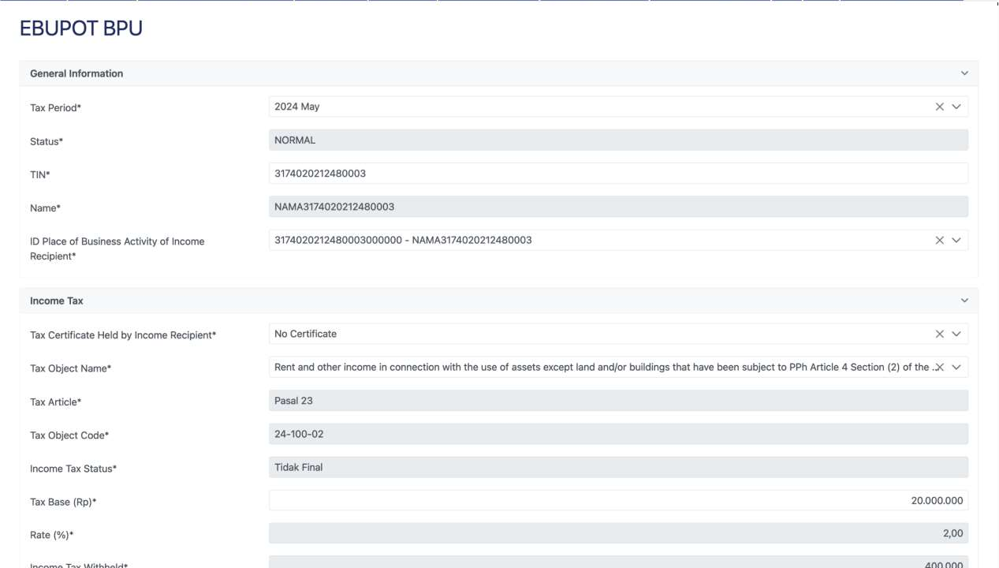 EBUPOT BPU
General Information
Tax Period*
2024 May
Status*
NORMAL
TIN*
3174020212480003
Name*
NAMA3174020212480003
ID Place of Business Activity of Income
Recipient*
3174020212480003000000 - NAMA3174020212480003
Income Tax
Tax Certificate Held by Income Recipient*
No Certificate
Tax Object Name*
Rent and other income in connection with the use of assets except land and/or buildings that have been subject to PPh Article 4 Section (2) of the ...
Tax Article*
Pasal 23
Tax Object Code*
24-100-02
Income Tax Status*
Tidak Final
Tax Base (Rp)*
20.000.000
Rate (%)*
2,00
Income Tax Withheld*
400.000